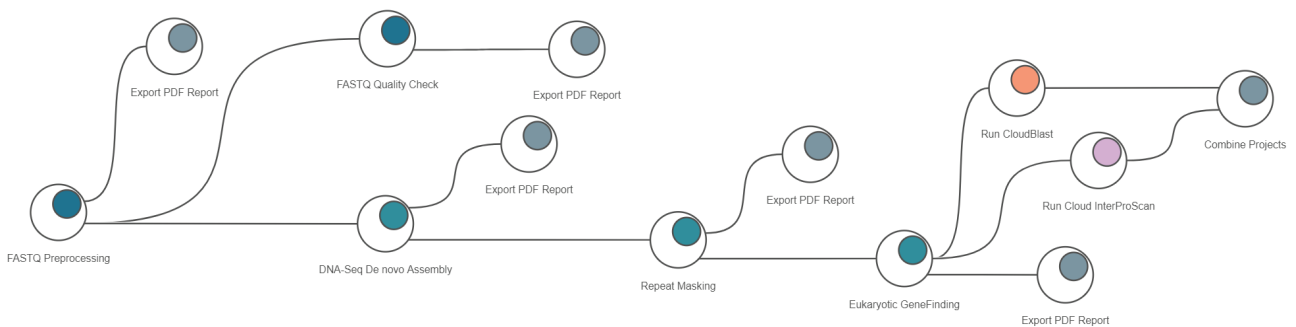 Export PDF Report
FASTQ Quality Check
Export PDF Report
Run CloudBlast
Combine Projects
Export PDF Report
Export PDF Report
Run Cloud InterProScan
FASTQ Preprocessing
DNA-Seq De novo Assembly
Repeat Masking
Eukaryotic GeneFinding
Export PDF Report